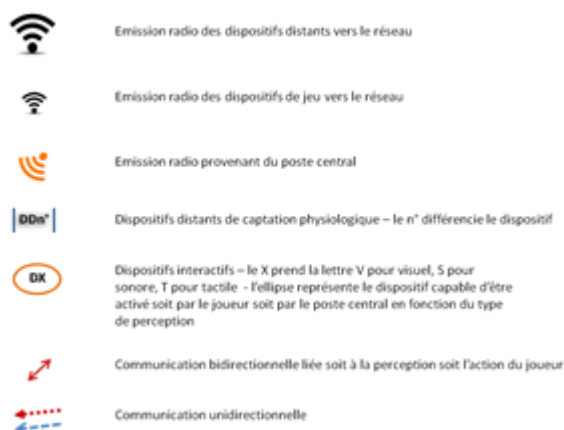 Emission radio des dispositifs distants vers le réseau
Emission radio des dispositifs de jeu vers le réseau
Emission radio provenant du poste central
DDn° Dispositifs distants de captation physiologique – le n° différencie le dispositif
Dispositifs interactifs – le X prend la lettre V pour visuel, S pour
DX sonore, T pour tactile - l'ellipse représente le dispositif capable d'être
activé soit par le joueur soit par le poste central en fonction du type
de perception
Communication bidirectionnelle liée soit à la perception soit l'action du joueur
Communication unidirectionnelle